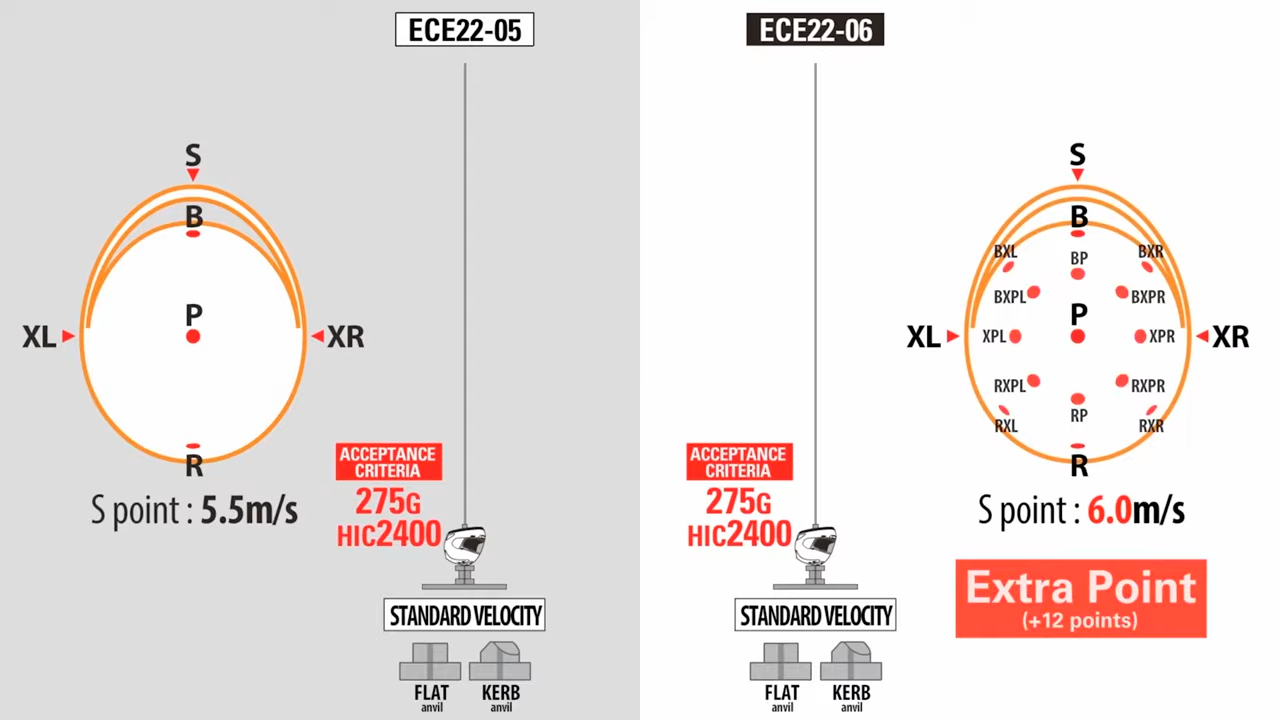 ECE22-05
S
B
P
XL
XR
R
S point : 5.5m/s
ACCEPTANCE
CRITERIA
275G
HIC2400
STANDARD VELOCITY
FLAT
anvil
KERB
anvil
ECE22-06
S
B
BXL
BP
BXR
BXPL
BXPR
P
XL
XPL
XPR
XR
RXPL
RXPR
RP
RXL
RXR
R
S point : 6.0m/s
ACCEPTANCE
CRITERIA
275G
HIC2400
Extra Point
(+12 points)
STANDARD VELOCITY
FLAT
anvil
KERB
anvil